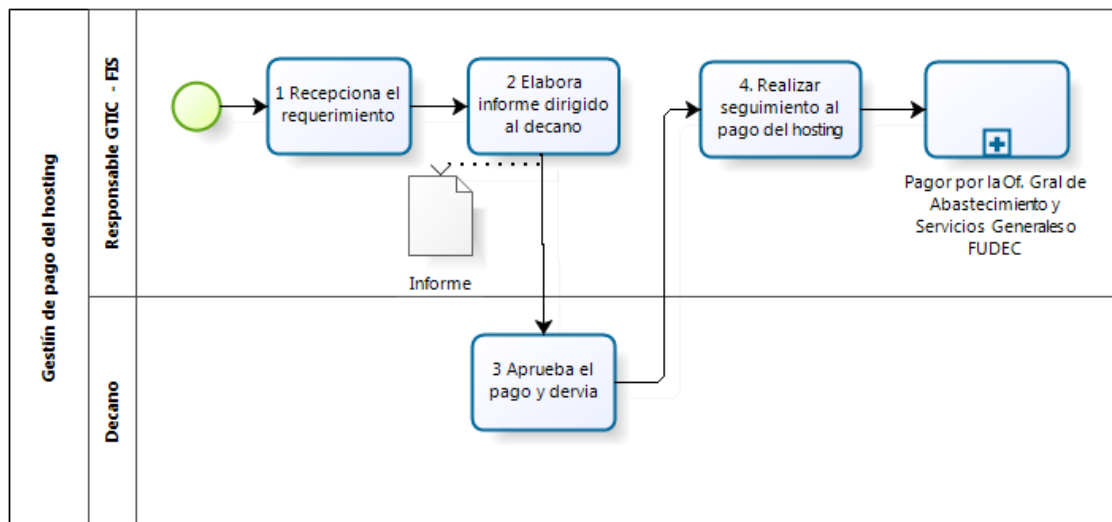 Gestíin de pago del hosting
Responsable GTIC - FIS
1 Recepciona el
requerimiento
2 Elabora
informe dirigido
al decano
4. Realizar
seguimiento al
pago del hosting
Pagor por la Of. Gral de
Abastecimiento y
Servicios Generales o
FUDEC
Informe
Decano
3 Aprueba el
pago y dervia